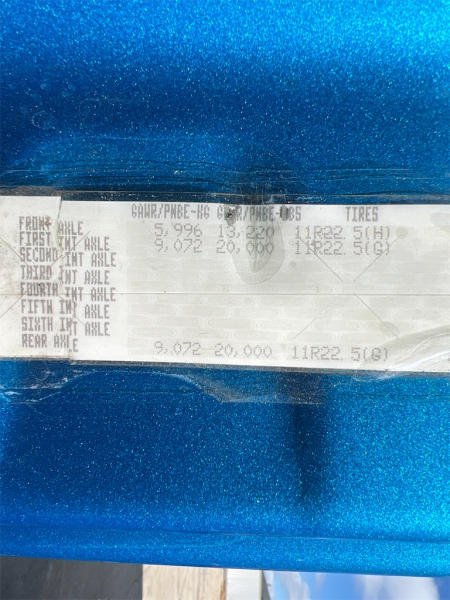 GAWR/PNBE-KG GAWR/PNBE-LBS TIRES
FRONT AXLE 5,996 13,220 11R22.5(H)
FIRST INT AXLE 9,072 20,000 11R22.5(G)
SECOND INT AXLE
THIRD INT AXLE
FOURTH INT AXLE
FIFTH INT AXLE
SIXTH INT AXLE
REAR AXLE 9,072 20,000 11R22.5(G)